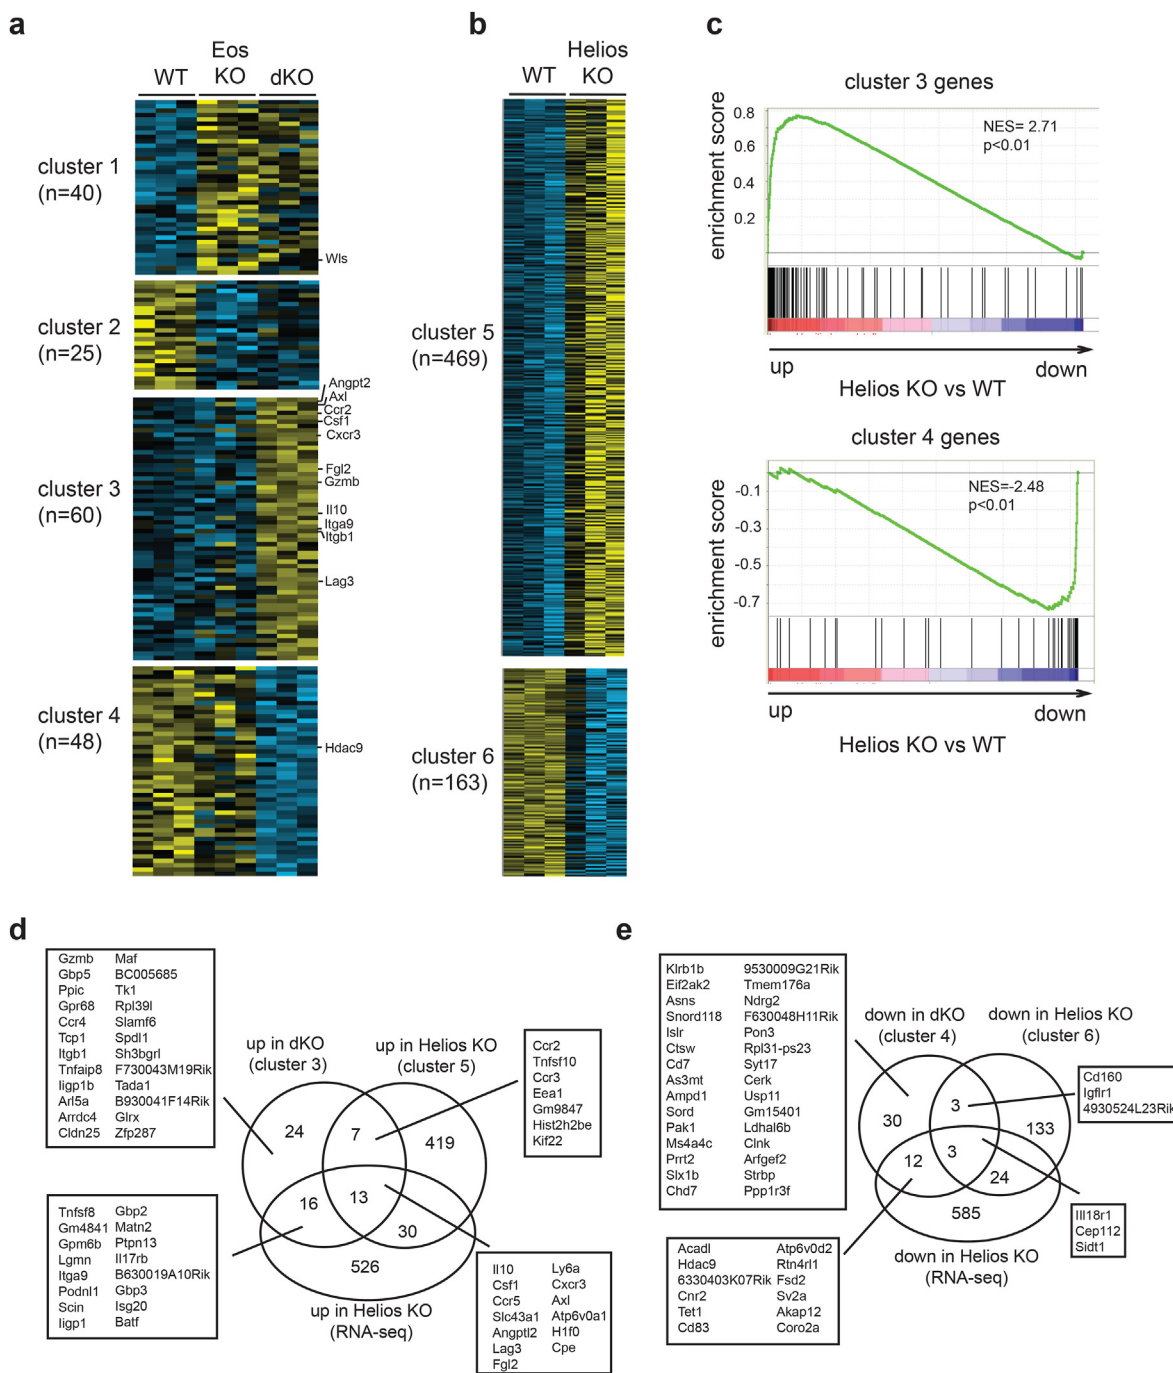 a
WT
Eos
KO
dKO
cluster 1
(n=40)
Wls
cluster 2
(n=25)
Angpt2
Axl
Ccr2
Csf1
Cxcr3
cluster 3
(n=60)
Fgl2
Gzmb
Il10
Itga9
Itgb1
Lag3
cluster 4
(n=48)
Hdac9
b
WT
Helios
KO
cluster 5
(n=469)
cluster 6
(n=163)
c
cluster 3 genes
enrichment score
0.8
0.6
0.4
0.2
NES= 2.71
p<0.01
up
down
Helios KO vs WT
cluster 4 genes
enrichment score
-0.1
-0.3
-0.5
-0.7
NES=-2.48
p<0.01
up
down
Helios KO vs WT
d
Gzmb Maf
Gbp5 BC005685
Ppic Tk1
Gpr68 Rpl39l
Ccr4 Slamf6
Tcp1 Spdl1
Itgb1 Sh3bgrl
Tnfaip8 F730043M19Rik
Iigp1b Tada1
Arl5a B930041F14Rik
Arrdc4 Glrx
Cldn25 Zfp287
up in dKO
(cluster 3)
up in Helios KO
(cluster 5)
Ccr2
Tnfsf10
Ccr3
Eea1
Gm9847
Hist2h2be
Kif22
24
7
419
16
13
30
526
Tnfsf8 Gbp2
Gm4841 Matn2
Gpm6b Ptpn13
Lgmn Il17rb
Itga9 B630019A10Rik
Podnl1 Gbp3
Scin Isg20
Iigp1 Batf
up in Helios KO
(RNA-seq)
Il10 Ly6a
Csf1 Cxcr3
Ccr5 Axl
Slc43a1 Atp6v0a1
Angptl2 H1f0
Lag3 Cpe
Fgl2
e
Klrb1b 9530009G21Rik
Eif2ak2 Tmem176a
Asns Ndrg2
Snord118 F630048H11Rik
Islr Pon3
Ctsw Rpl31-ps23
Cd7 Syt17
As3mt Cerk
Ampd1 Usp11
Sord Gm15401
Pak1 Ldhal6b
Ms4a4c Clnk
Prrt2 Arfgef2
Slx1b Strbp
Chd7 Ppp1r3f
down in dKO
(cluster 4)
down in Helios KO
(cluster 6)
Cd160
Igflr1
4930524L23Rik
30
3
133
12
3
24
585
Ill18r1
Cep112
Sidt1
down in Helios KO
(RNA-seq)
Acadl Atp6v0d2
Hdac9 Rtn4rl1
6330403K07Rik Fsd2
Cnr2 Sv2a
Tet1 Akap12
Cd83 Coro2a